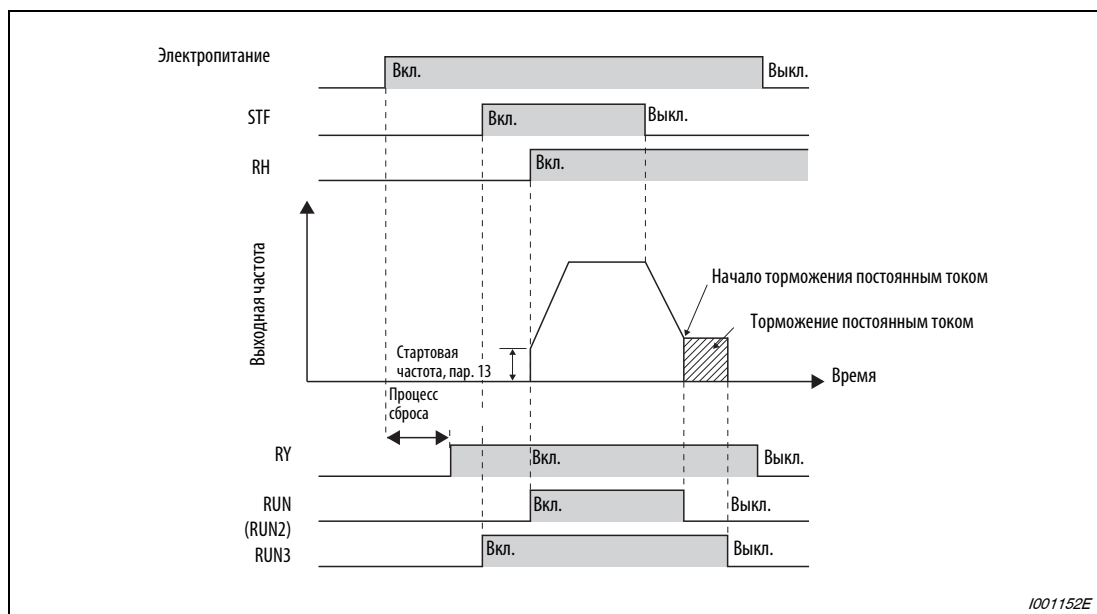 Электропитание
Вкл.
Выкл.
STF
Вкл.
Выкл.
RH
Вкл.
Выходная частота
Начало торможения постоянным током
Торможение постоянным током
Стартовая
частота, пар. 13
Время
Процесс
сброса
RY
Вкл.
Выкл.
RUN
Вкл.
Выкл.
(RUN2)
RUN3
Вкл.
Выкл.
I001152E